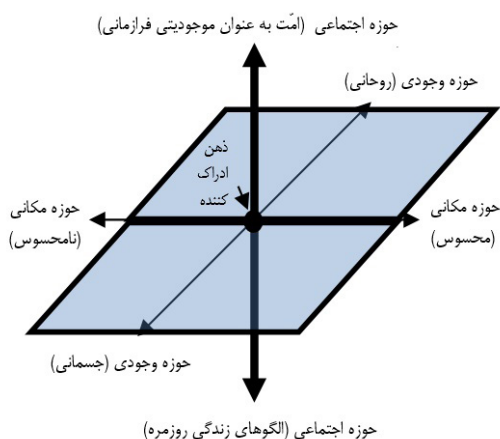 حوزه اجتماعی (امّت به عنوان موجودیتی فرازمانی)
حوزه وجودی (روحانی)
ذهن
ادراک
کننده
حوزه مکانی
(محسوس)
حوزه مکانی
(نامحسوس)
حوزه وجودی (جسمانی)
حوزه اجتماعی (الگوهای زندگی روزمره)